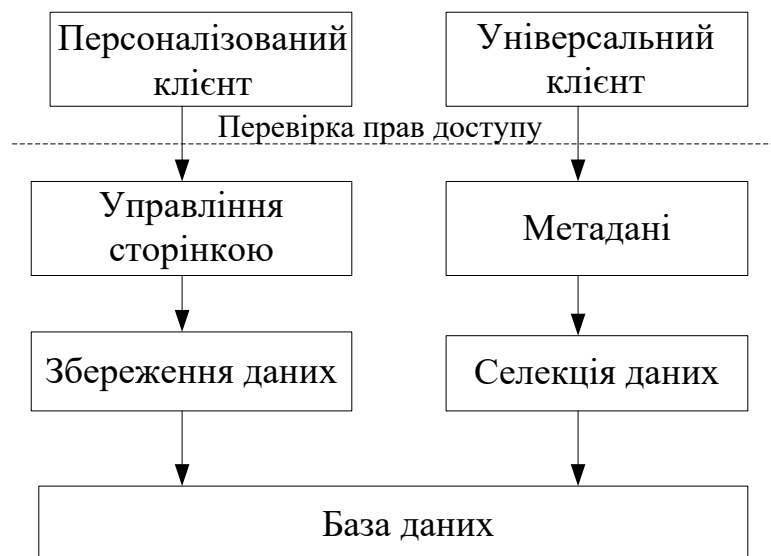 Персоналізований
клієнт
Універсальний
клієнт
Перевірка прав доступу
Управління
сторінкою
Метадані
Збереження даних
Селекція даних
База даних